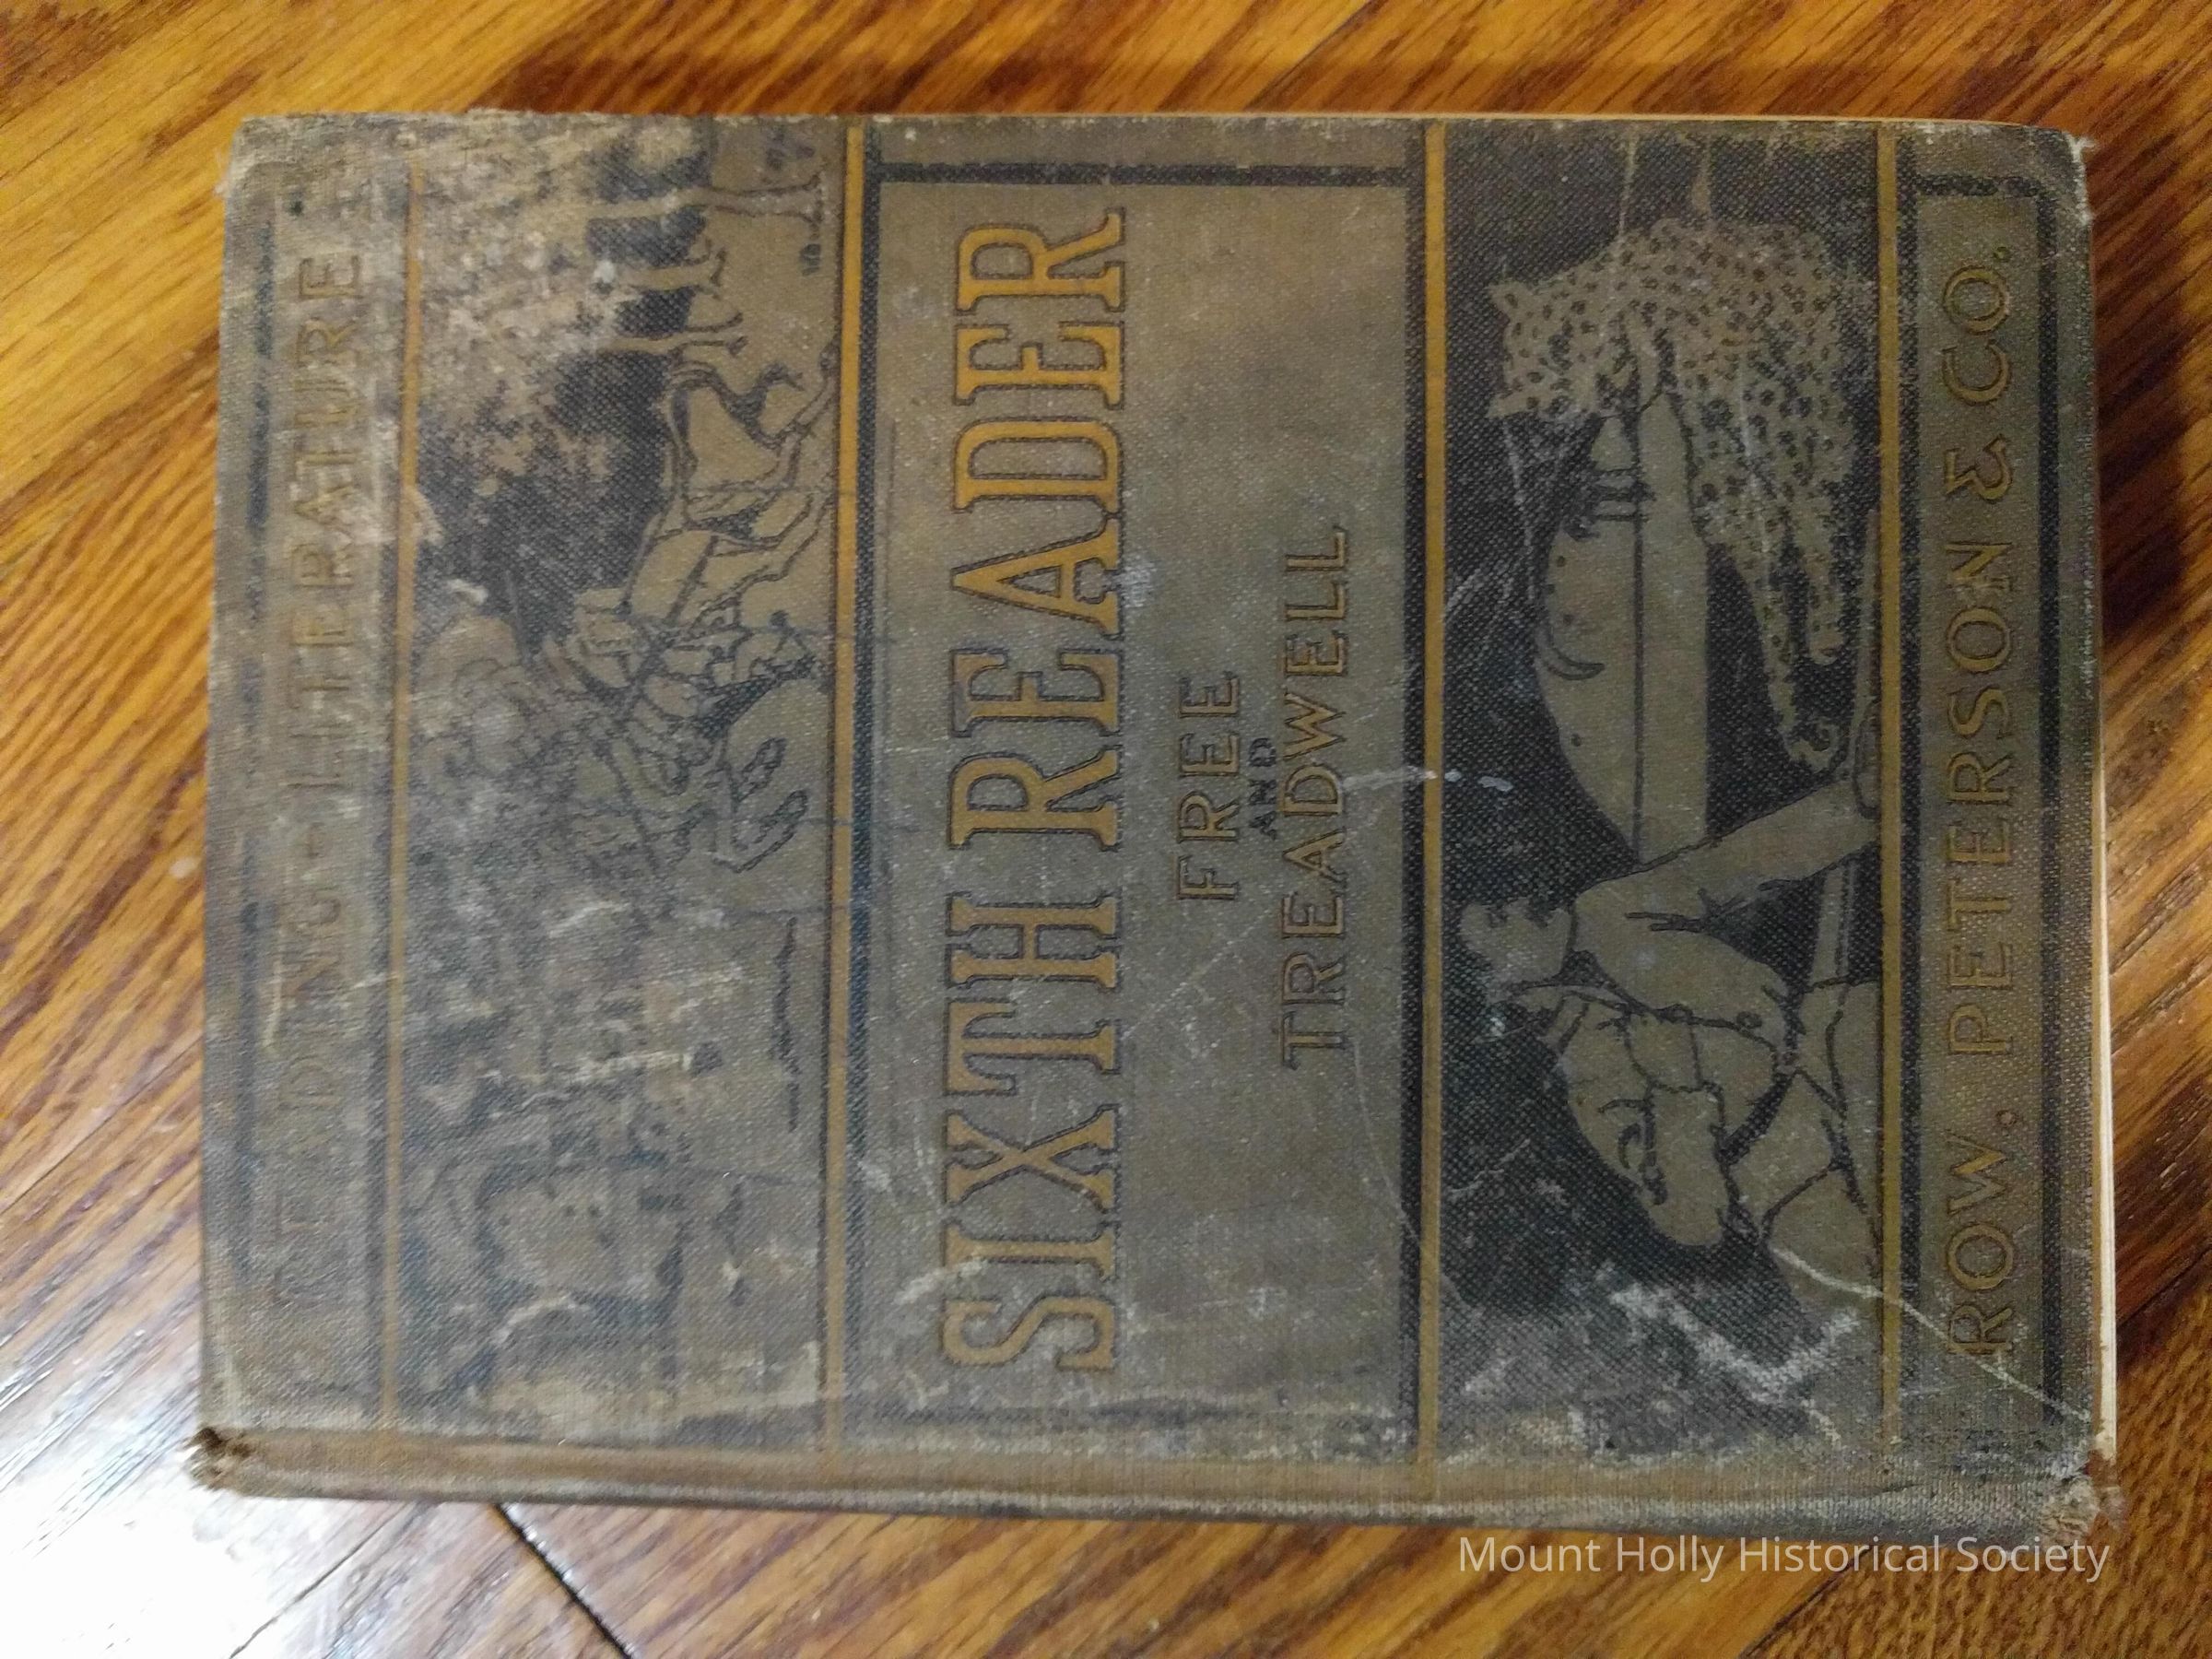 READING-LITERATURE
SIXTH READER
FREE
AND
TREADWELL
ROW. PETERSON & CO.
Mount Holly Historical Society